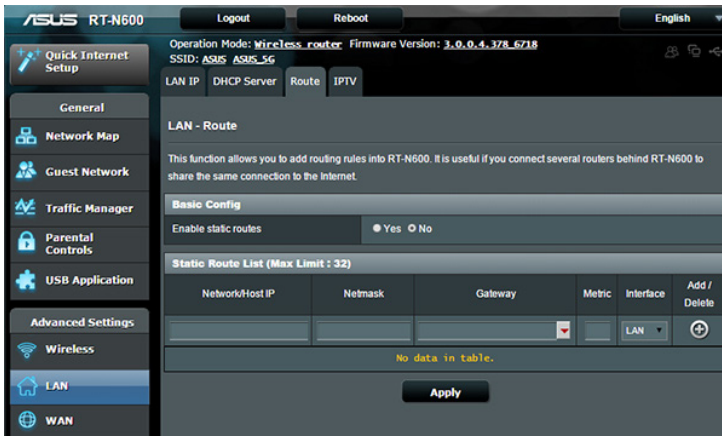 ASUS RT-N600
Logout
Reboot
English
Quick Internet
Setup
Operation Mode: Wireless router Firmware Version: 3.0.0.4.378_6718
SSID: ASUS ASUS_5G
LAN IP DHCP Server Route IPTV
General
Network Map
Guest Network
Traffic Manager
Parental
Controls
USB Application
Advanced Settings
Wireless
LAN
WAN
LAN - Route
This function allows you to add routing rules into RT-N600. It is useful if you connect several routers behind RT-N600 to
share the same connection to the Internet.
Basic Config
Enable static routes Yes No
Static Route List (Max Limit : 32)
Network/Host IP Netmask Gateway Metric Interface Add /
Delete
LAN
No data in table.
Apply